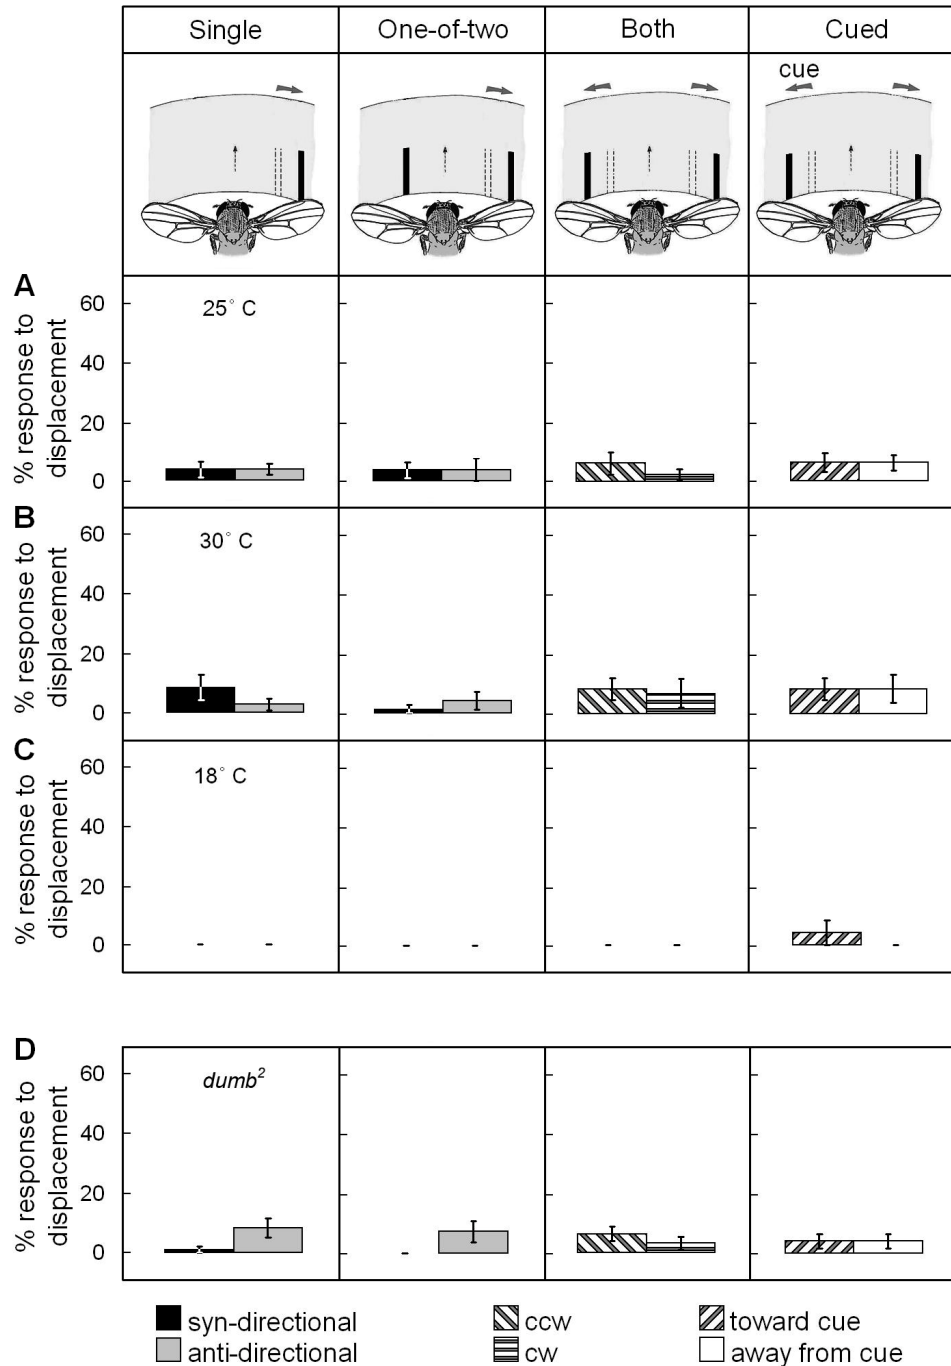 Single One-of-two Both Cued
cue
A
% response to displacement
60
40
20
0
25° C
B
% response to displacement
60
40
20
0
30° C
C
% response to displacement
60
40
20
0
18° C
D
% response to displacement
60
40
20
0
dumb²
syn-directional ccw toward cue
anti-directional cw away from cue